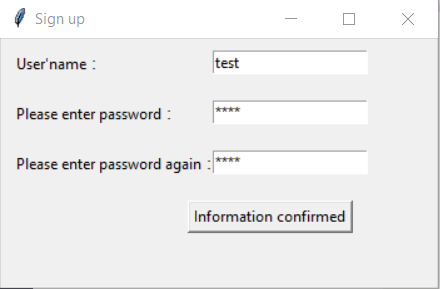 Sign up
User'name :
test
Please enter password :
****
Please enter password again :
****
Information confirmed